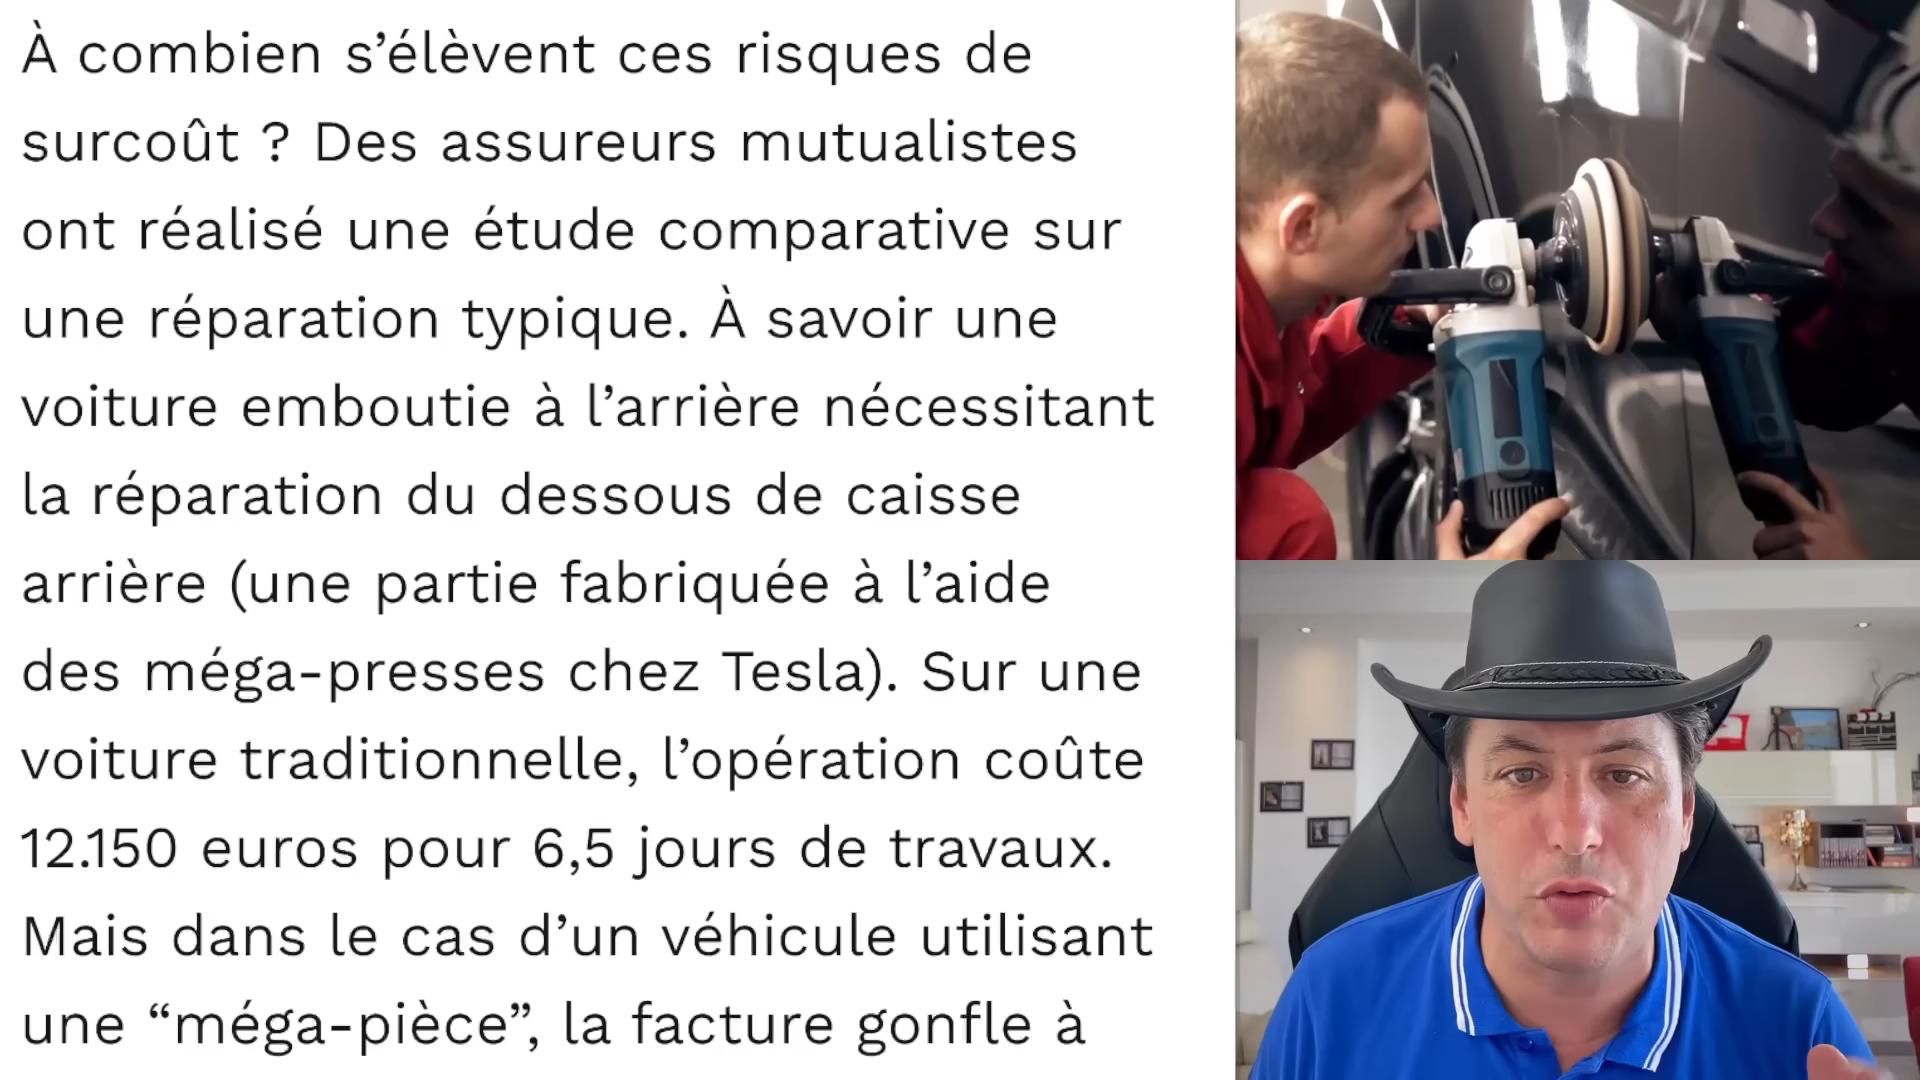 À combien s’élèvent ces risques de
surcoût ? Des assureurs mutualistes
ont réalisé une étude comparative sur
une réparation typique. À savoir une
voiture emboutie à l’arrière nécessitant
la réparation du dessous de caisse
arrière (une partie fabriquée à l’aide
des méga-presses chez Tesla). Sur une
voiture traditionnelle, l’opération coûte
12.150 euros pour 6,5 jours de travaux.
Mais dans le cas d’un véhicule utilisant
une “méga-pièce”, la facture gonfle à